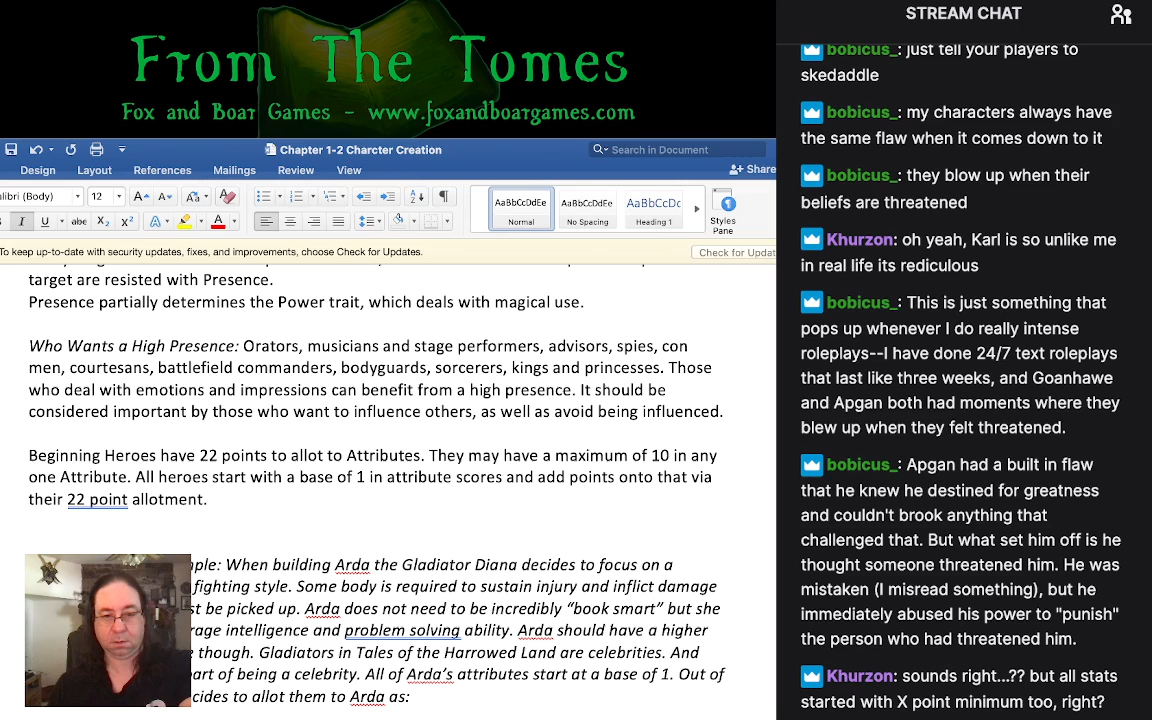 From The Tomes
Fox and Boar Games - www.foxandboargames.com
Chapter 1-2 Charcter Creation
Search in Document
Design Layout References Mailings Review View
Share
alibri (Body) 12
Aa
I U abc X₂ X² A A
AaBbCcDdEe AaBbCcDdEe AaBbCcDc
Normal No Spacing Heading 1
Styles
Pane
To keep up-to-date with security updates, fixes, and improvements, choose Check for Updates.
Check for Updat
target are resisted with Presence.
Presence partially determines the Power trait, which deals with magical use.
Who Wants a High Presence: Orators, musicians and stage performers, advisors, spies, con
men, courtesans, battlefield commanders, bodyguards, sorcerers, kings and princesses. Those
who deal with emotions and impressions can benefit from a high presence. It should be
considered important by those who want to influence others, as well as avoid being influenced.
Beginning Heroes have 22 points to allot to Attributes. They may have a maximum of 10 in any
one Attribute. All heroes start with a base of 1 in attribute scores and add points onto that via
their 22 point allotment.
ple: When building Arda the Gladiator Diana decides to focus on a
fighting style. Some body is required to sustain injury and inflict damage
st be picked up. Arda does not need to be incredibly “book smart” but she
rage intelligence and problem solving ability. Arda should have a higher
e though. Gladiators in Tales of the Harrowed Land are celebrities. And
art of being a celebrity. All of Arda’s attributes start at a base of 1. Out of
cides to allot them to Arda as:
STREAM CHAT
bobicus_: just tell your players to
skedaddle
bobicus_: my characters always have
the same flaw when it comes down to it
bobicus_: they blow up when their
beliefs are threatened
Khurzon: oh yeah, Karl is so unlike me
in real life its rediculous
bobicus_: This is just something that
pops up whenever I do really intense
roleplays--I have done 24/7 text roleplays
that last like three weeks, and Goanhawe
and Apgan both had moments where they
blew up when they felt threatened.
bobicus_: Apgan had a built in flaw
that he knew he destined for greatness
and couldn't brook anything that
challenged that. But what set him off is he
thought someone threatened him. He was
mistaken (I misread something), but he
immediately abused his power to "punish"
the person who had threatened him.
Khurzon: sounds right...?? but all stats
started with X point minimum too, right?